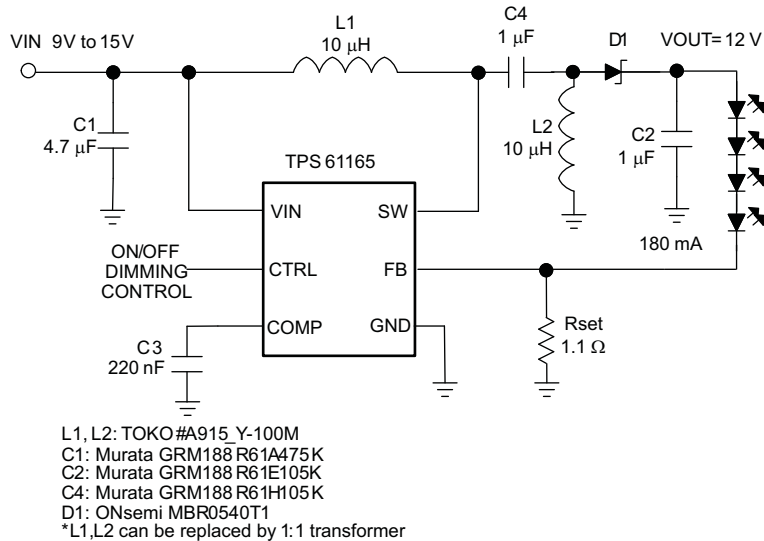 VIN 9V to 15V
L1
10 μH
C4
1 μF
D1
VOUT= 12 V
C1
4.7 μF
L2
10 μH
C2
1 μF
TPS 61165
VIN
SW
ON/OFF
DIMMING
CONTROL
CTRL
FB
180 mA
COMP
GND
C3
220 nF
Rset
1.1 Ω
L1, L2: TOKO #A915_Y-100M
C1: Murata GRM188 R61A475K
C2: Murata GRM188 R61E105K
C4: Murata GRM188 R61H105K
D1: ONsemi MBR0540T1
*L1,L2 can be replaced by 1:1 transformer